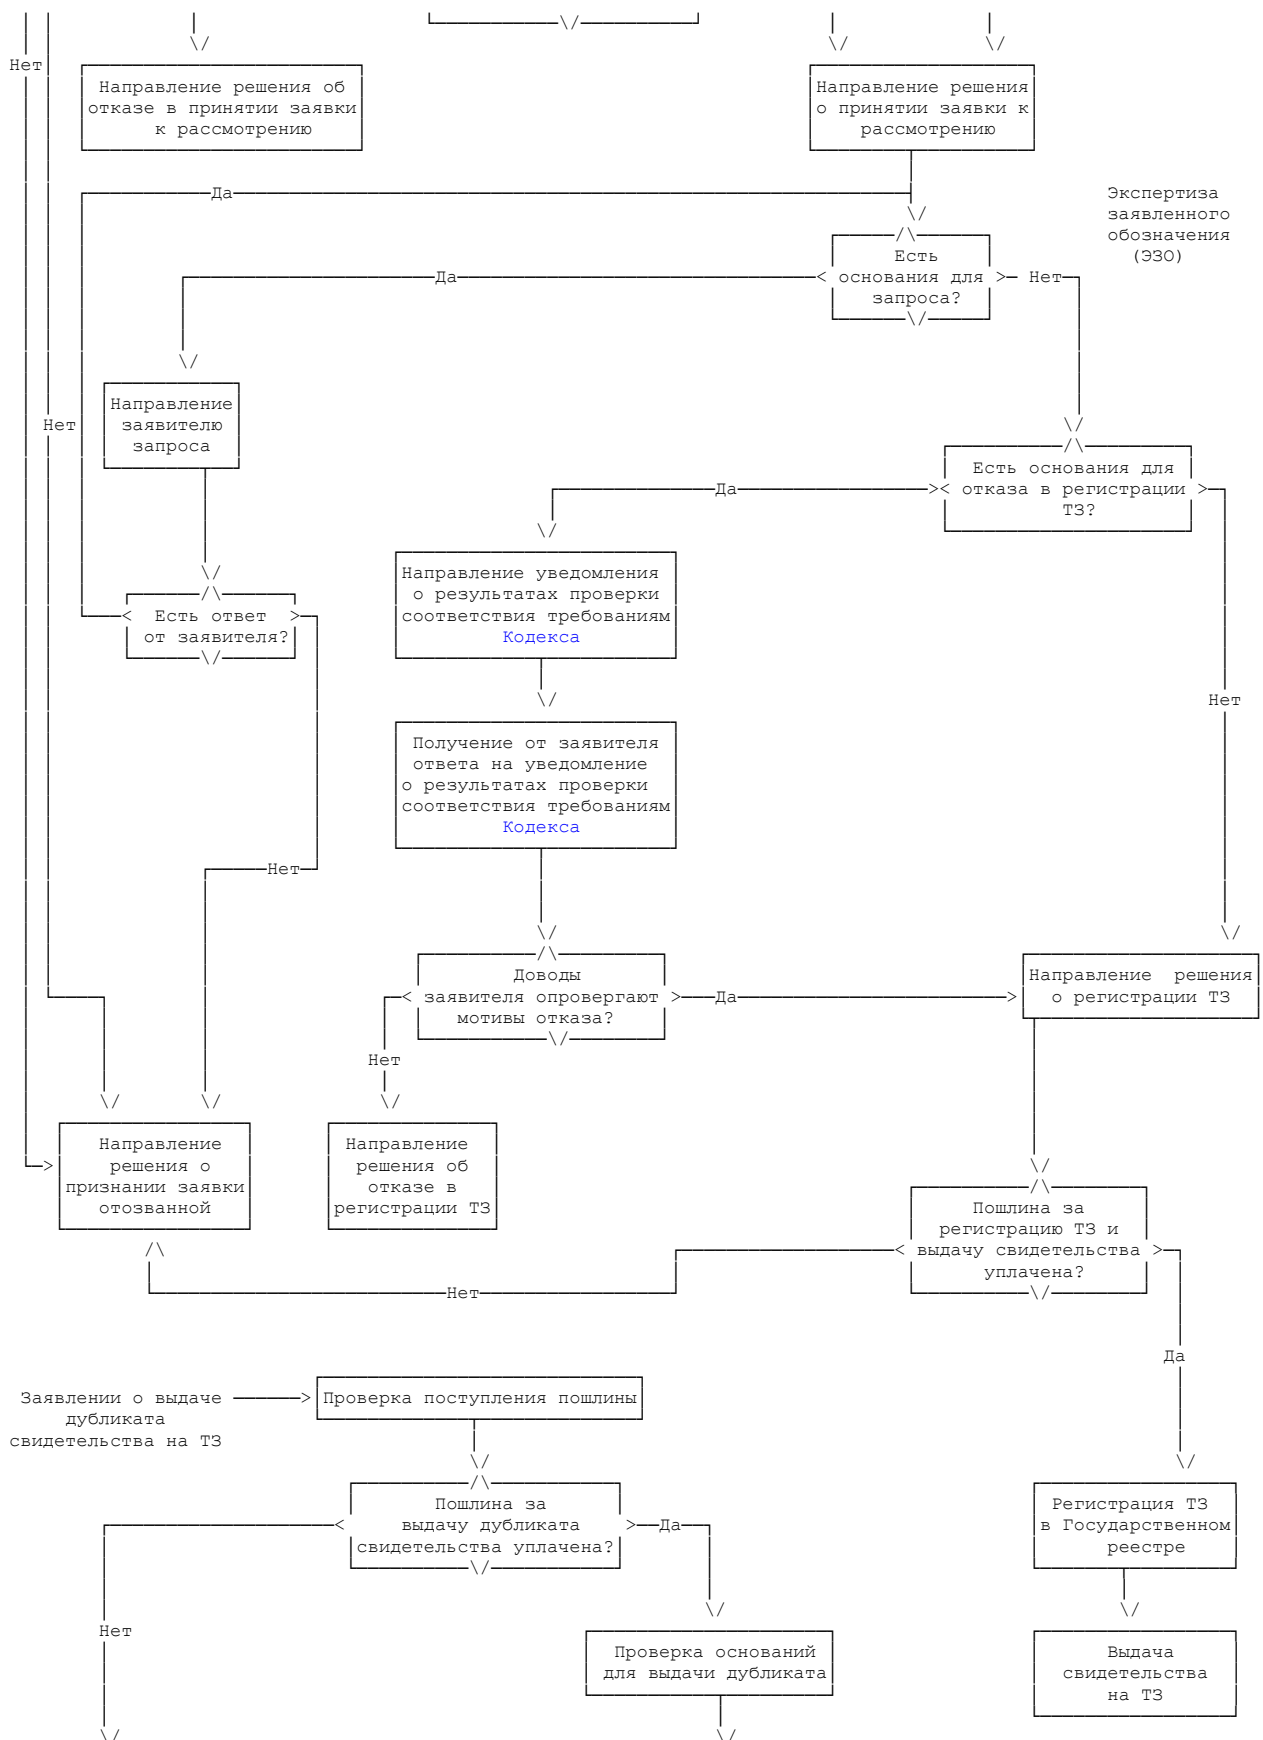 Нет
Направление решения об
отказе в принятии заявки
к рассмотрению
Направление решения
о принятии заявки к
рассмотрению
Да
Экспертиза
заявленного
обозначения
(ЭЗО)
Есть
основания для
запроса?
Да
Нет
Направление
заявителю
запроса
Нет
Есть основания для
отказа в регистрации
ТЗ?
Да
Направление уведомления
о результатах проверки
соответствия требованиям
Кодекса
Есть ответ
от заявителя?
Нет
Получение от заявителя
ответа на уведомление
о результатах проверки
соответствия требованиям
Кодекса
Нет
Доводы
заявителя опровергают
мотивы отказа?
Да
Направление решения
о регистрации ТЗ
Нет
Направление
решения о
признании заявки
отозванной
Направление
решения об
отказе в
регистрации ТЗ
Пошлина за
регистрацию ТЗ и
выдачу свидетельства
уплачена?
Нет
Да
Заявлении о выдаче
дубликата
свидетельства на ТЗ
Проверка поступления пошлины
Пошлина за
выдачу дубликата
свидетельства уплачена?
Да
Регистрация ТЗ
в Государственном
реестре
Нет
Проверка оснований
для выдачи дубликата
Выдача
свидетельства
на ТЗ